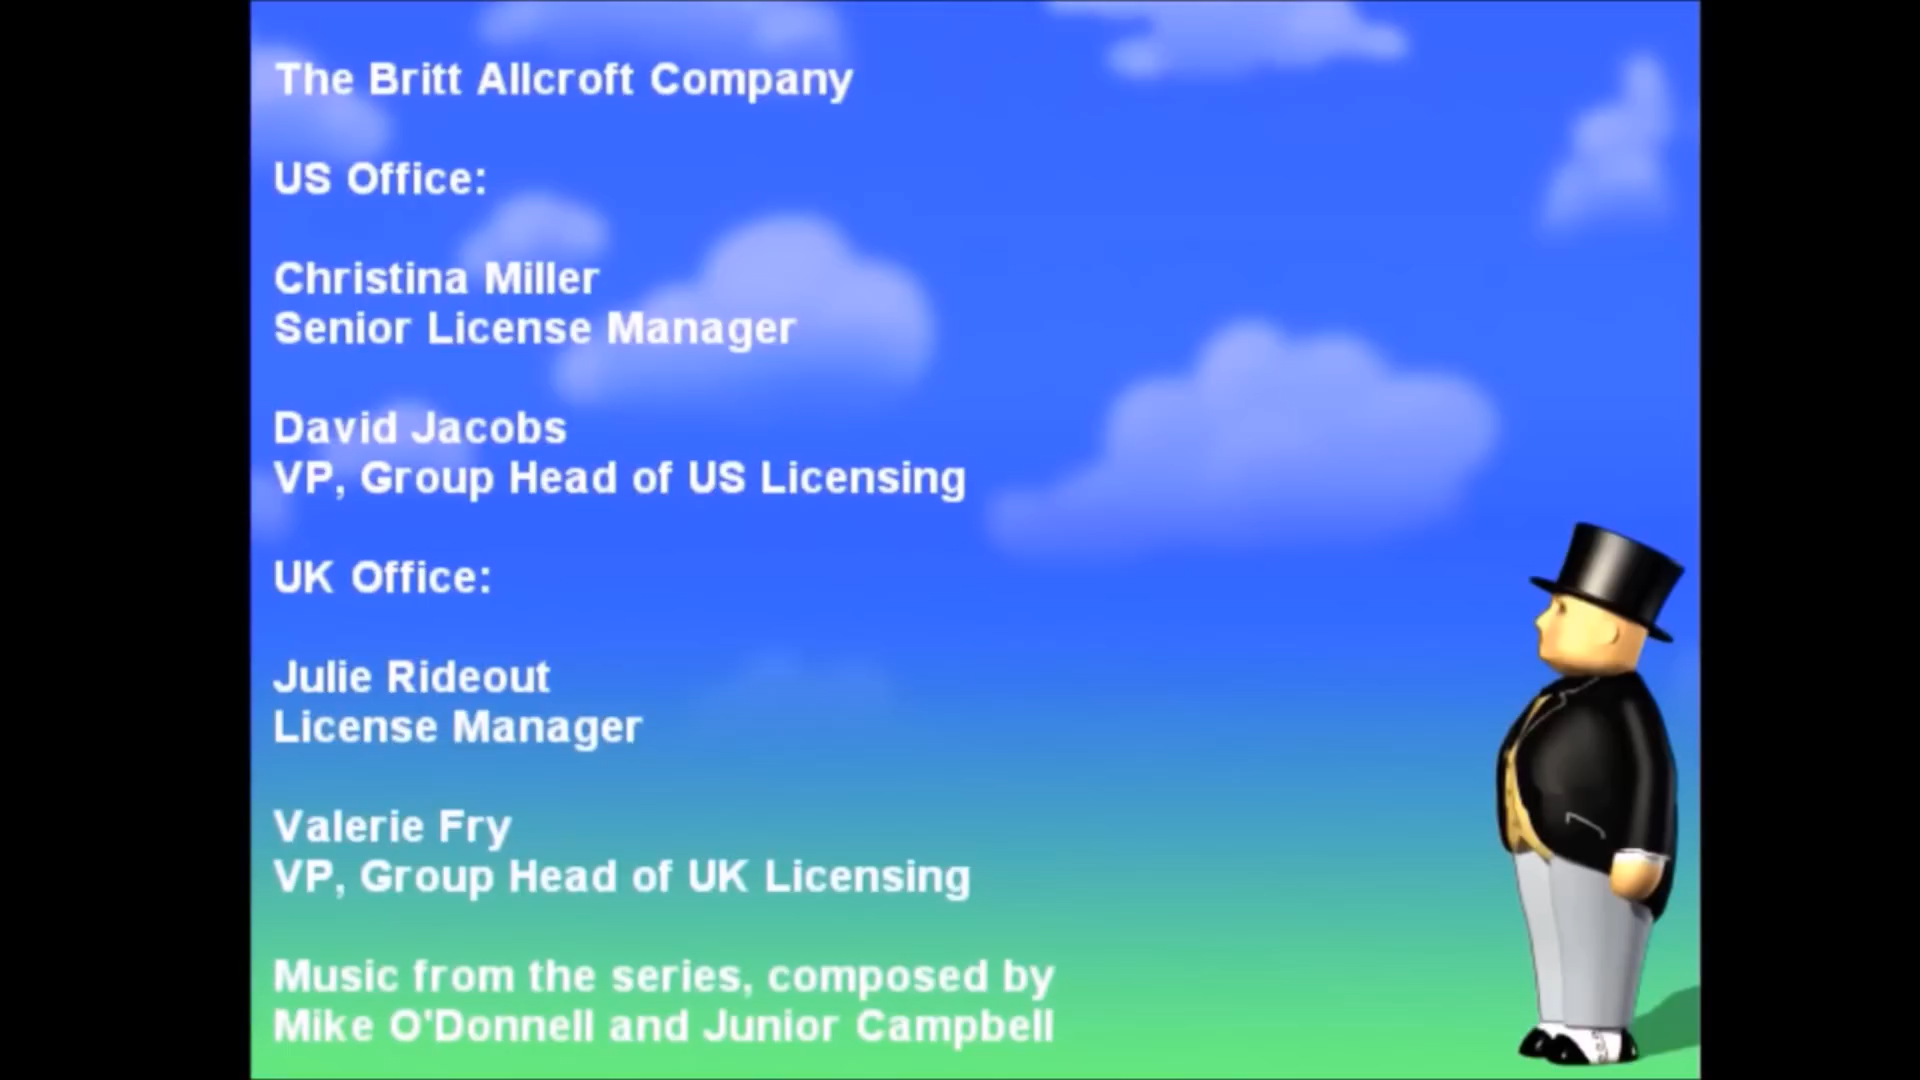 The Britt Allcroft Company
US Office:
Christina Miller
Senior License Manager
David Jacobs
VP, Group Head of US Licensing
UK Office:
Julie Rideout
License Manager
Valerie Fry
VP, Group Head of UK Licensing
Music from the series, composed by
Mike O'Donnell and Junior Campbell